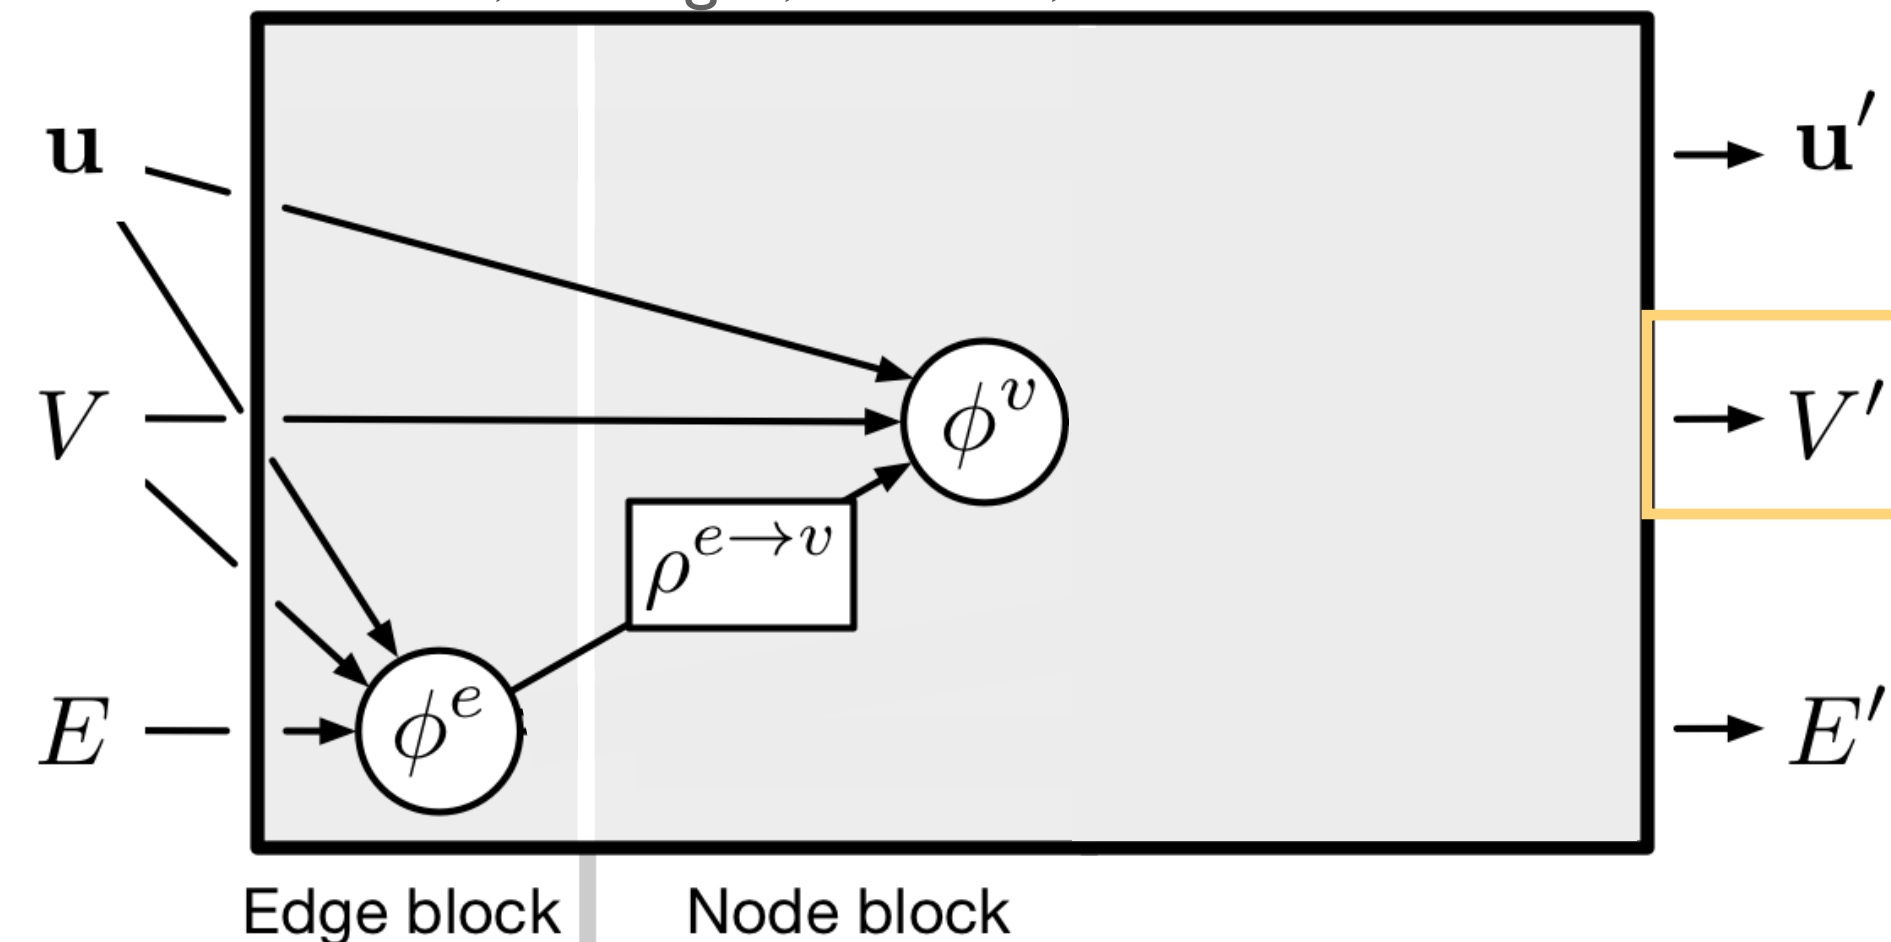 u
u′
ϕ^v
V
V′
ρ^{e→v}
ϕ^e
E
E′
Edge block
Node block